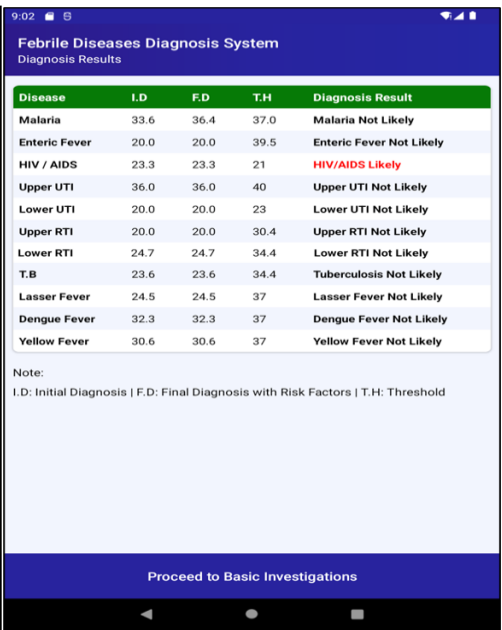 9:02
Febrile Diseases Diagnosis System
Diagnosis Results
Disease I.D F.D T.H Diagnosis Result
Malaria 33.6 36.4 37.0 Malaria Not Likely
Enteric Fever 20.0 20.0 39.5 Enteric Fever Not Likely
HIV / AIDS 23.3 23.3 21 HIV/AIDS Likely
Upper UTI 36.0 36.0 40 Upper UTI Not Likely
Lower UTI 20.0 20.0 23 Lower UTI Not Likely
Upper RTI 20.0 20.0 30.4 Upper RTI Not Likely
Lower RTI 24.7 24.7 34.4 Lower RTI Not Likely
T.B 23.6 23.6 34.4 Tuberculosis Not Likely
Lasser Fever 24.5 24.5 37 Lasser Fever Not Likely
Dengue Fever 32.3 32.3 37 Dengue Fever Not Likely
Yellow Fever 30.6 30.6 37 Yellow Fever Not Likely
Note:
I.D: Initial Diagnosis | F.D: Final Diagnosis with Risk Factors | T.H: Threshold
Proceed to Basic Investigations